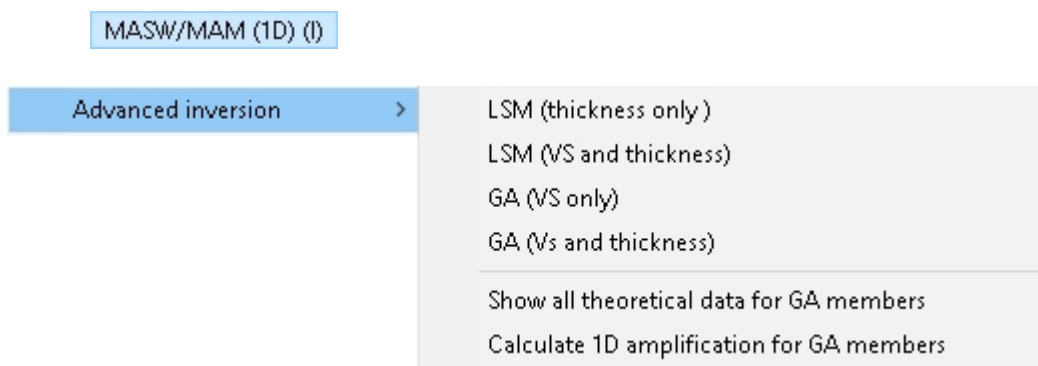 MASW/MAM (1D) (I)
Advanced inversion >
LSM (thickness only )
LSM (VS and thickness)
GA (VS only)
GA (Vs and thickness)
Show all theoretical data for GA members
Calculate 1D amplification for GA members